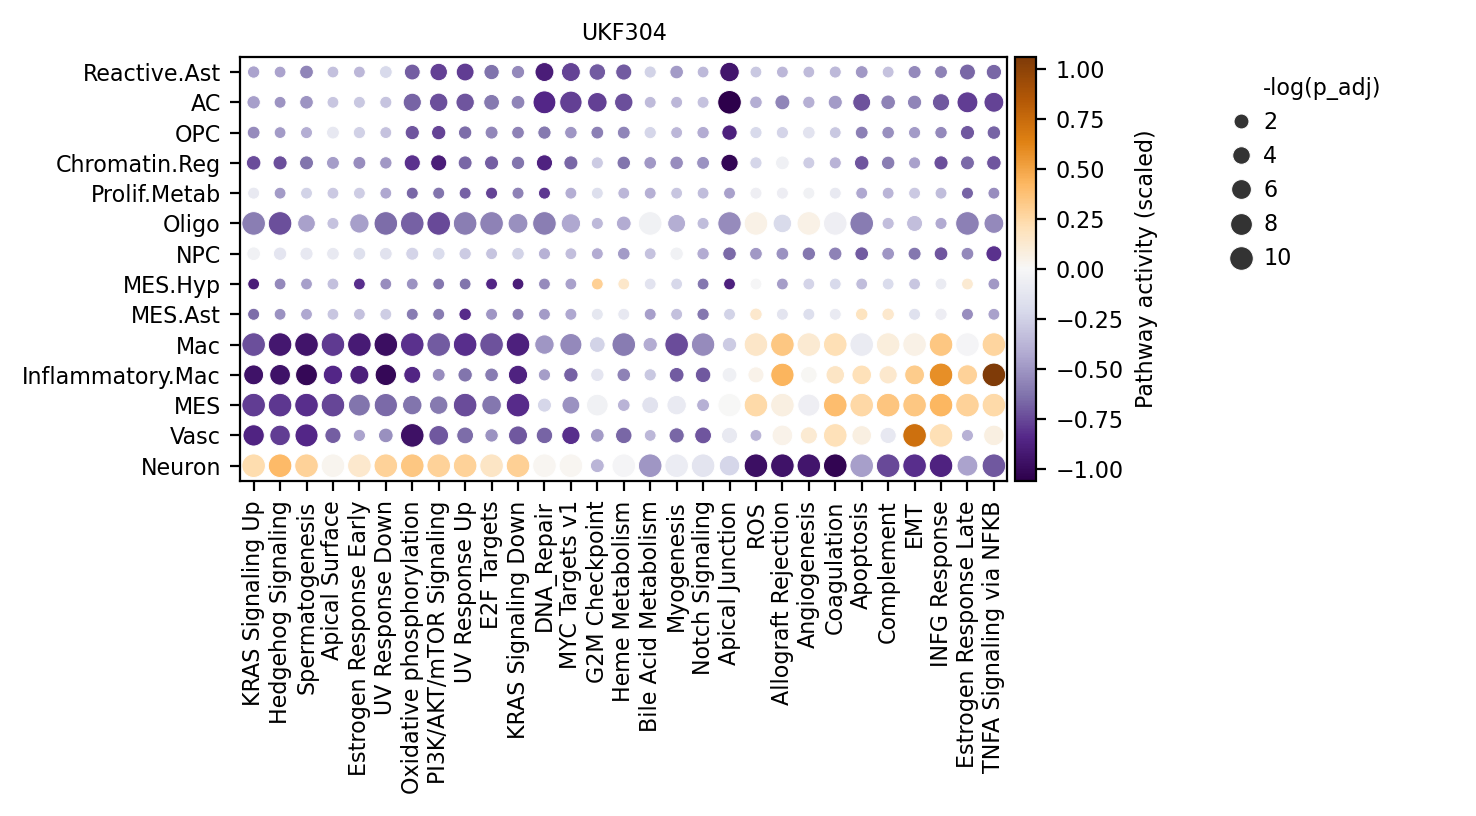 UKF304
Reactive.Ast
AC
OPC
Chromatin.Reg
Prolif.Metab
Oligo
NPC
MES.Hyp
MES.Ast
Mac
Inflammatory.Mac
MES
Vasc
Neuron
KRAS Signaling Up
Hedgehog Signaling
Spermatogenesis
Apical Surface
Estrogen Response Early
UV Response Down
Oxidative phosphorylation
PI3K/AKT/mTOR Signaling
UV Response Up
E2F Targets
KRAS Signaling Down
DNA_Repair
MYC Targets v1
G2M Checkpoint
Heme Metabolism
Bile Acid Metabolism
Myogenesis
Notch Signaling
Apical Junction
ROS
Allograft Rejection
Angiogenesis
Coagulation
Apoptosis
Complement
EMT
INFG Response
Estrogen Response Late
TNFA Signaling via NFKB
1.00
0.75
0.50
0.25
0.00
−0.25
−0.50
−0.75
−1.00
Pathway activity (scaled)
-log(p_adj)
2
4
6
8
10